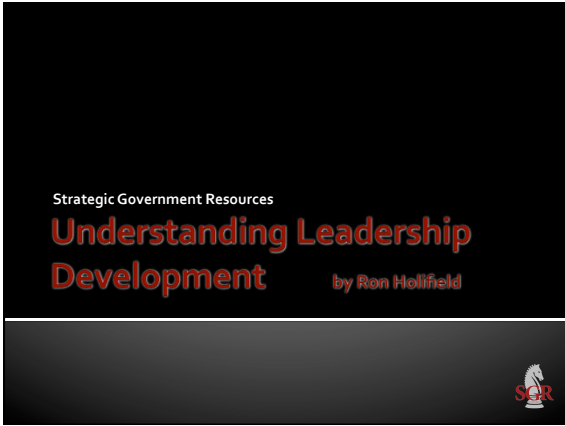 Strategic Government Resources
Understanding Leadership
Development by Ron Holifield
SGR